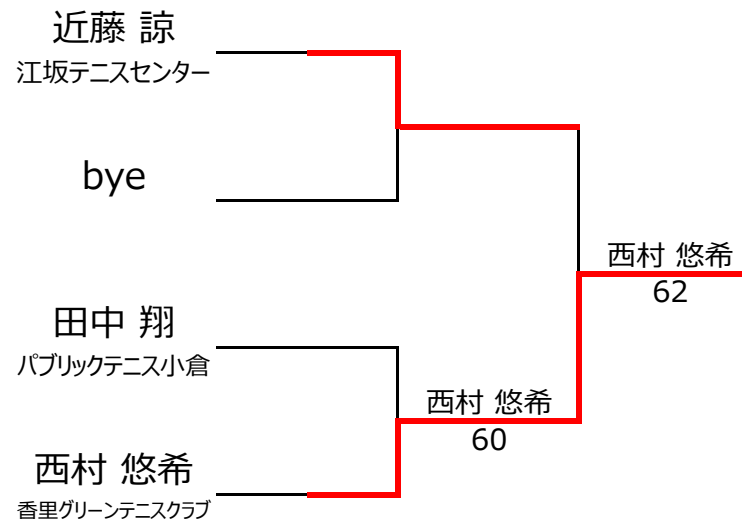 近藤 諒
江坂テニスセンター
bye
西村 悠希
62
田中 翔
パブリックテニス小倉
西村 悠希
60
西村 悠希
香里グリーンテニスクラブ